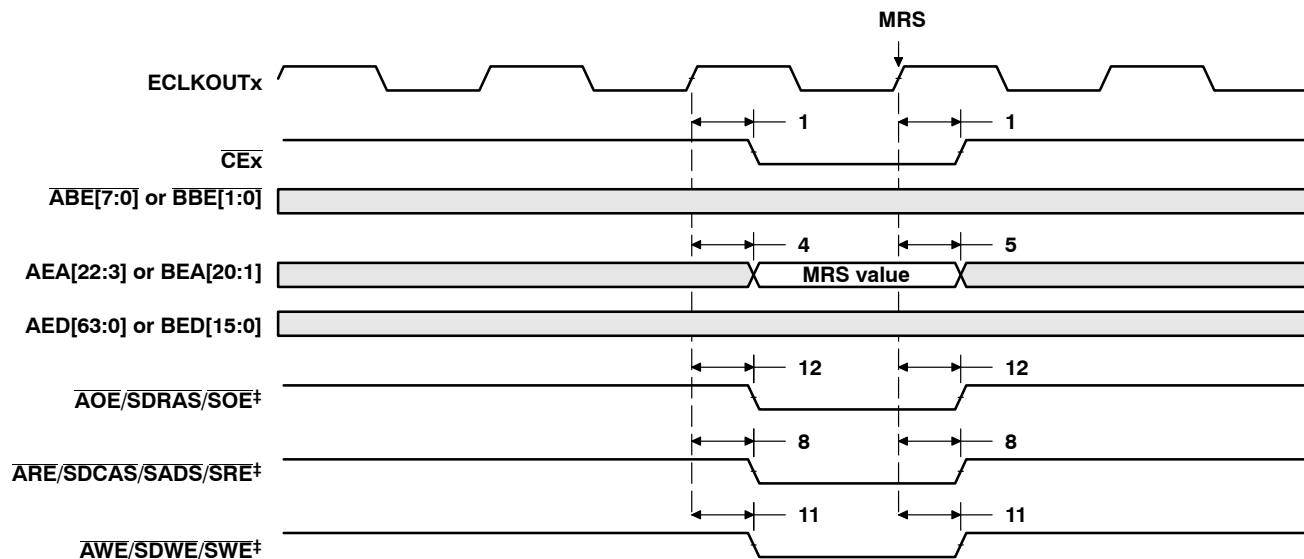 MRS
ECLKOUTx
1 1
CEx
ABE[7:0] or BBE[1:0]
4 5
AEA[22:3] or BEA[20:1] MRS value
AED[63:0] or BED[15:0]
12 12
AOE/SDRAS/SOE‡
8 8
ARE/SDCAS/SADS/SRE‡
11 11
AWE/SDWE/SWE‡